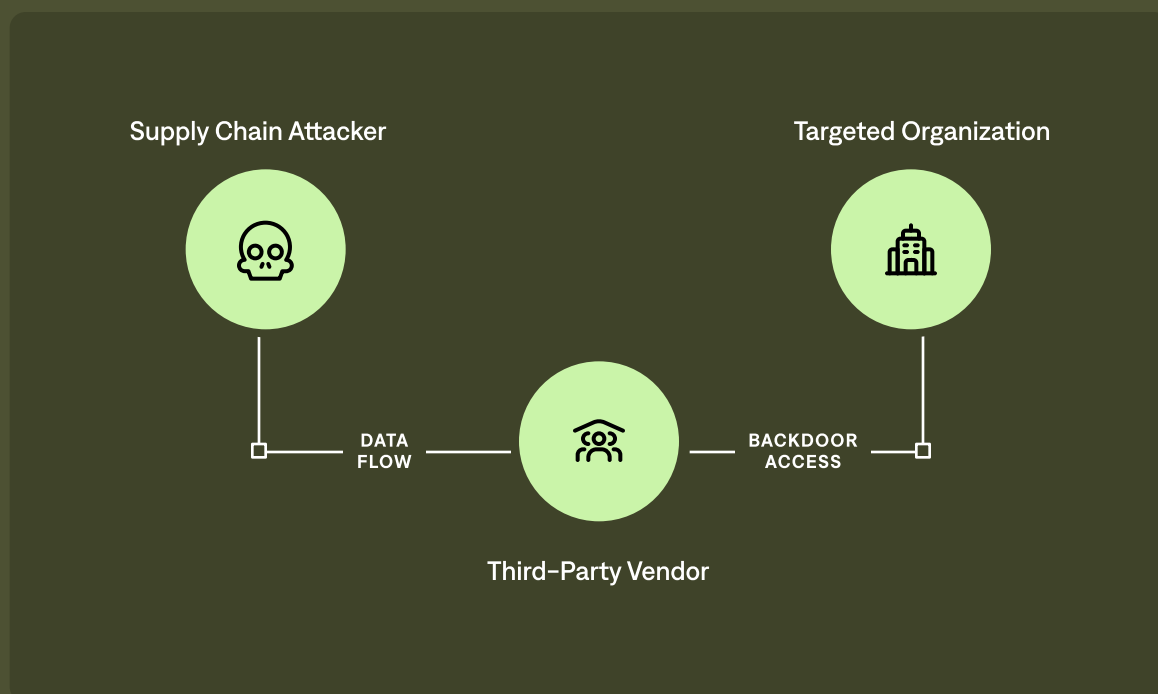 Supply Chain Attacker
Targeted Organization
DATA
FLOW
BACKDOOR
ACCESS
Third-Party Vendor